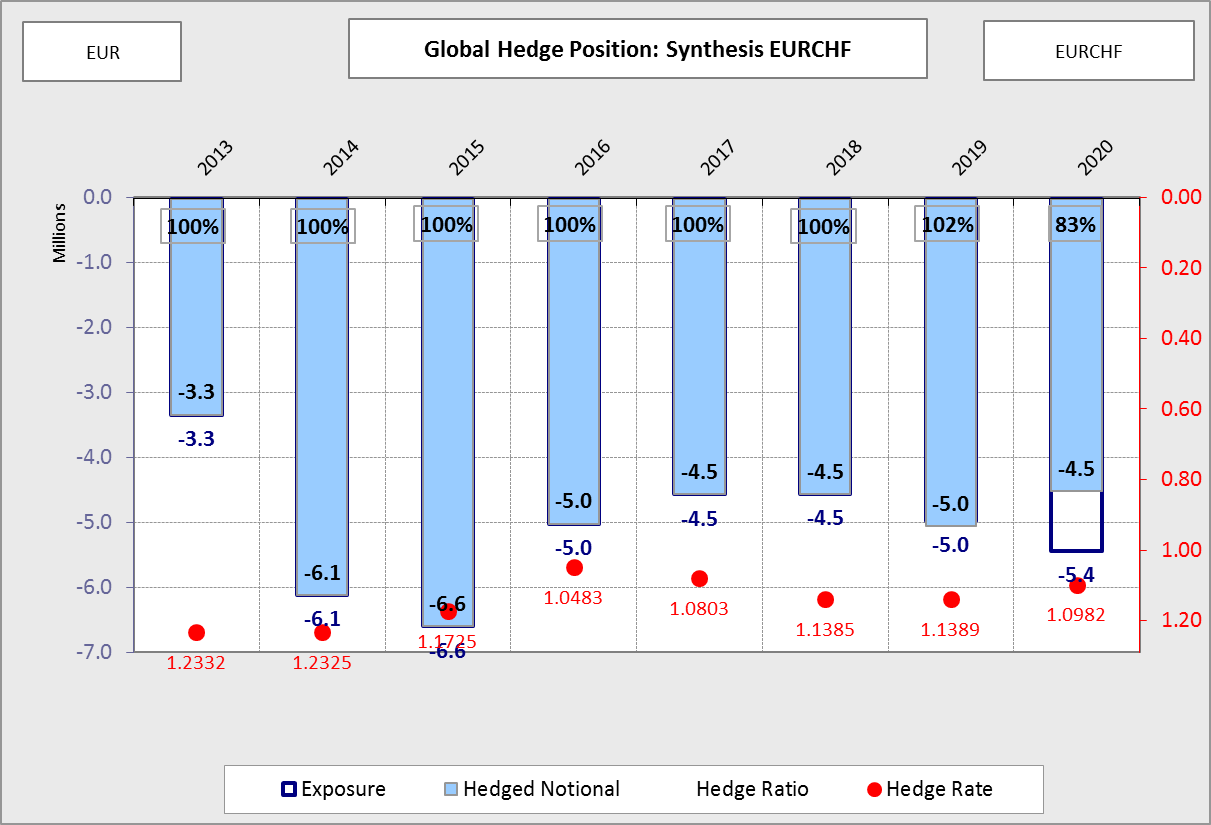 EUR
Global Hedge Position: Synthesis EURCHF
EURCHF
2013 2014 2015 2016 2017 2018 2019 2020
Millions
0.0
-1.0
-2.0
-3.0
-4.0
-5.0
-6.0
-7.0
100% 100% 100% 100% 100% 100% 102% 83%
-3.3 -6.1 -6.6 -5.0 -4.5 -4.5 -5.0 -4.5
-3.3 -6.1 -6.6 -5.0 -4.5 -4.5 -5.0 -5.4
1.2332 1.2325 1.1725 1.0483 1.0803 1.1385 1.1389 1.0982
0.00
0.20
0.40
0.60
0.80
1.00
1.20
Exposure Hedged Notional Hedge Ratio Hedge Rate